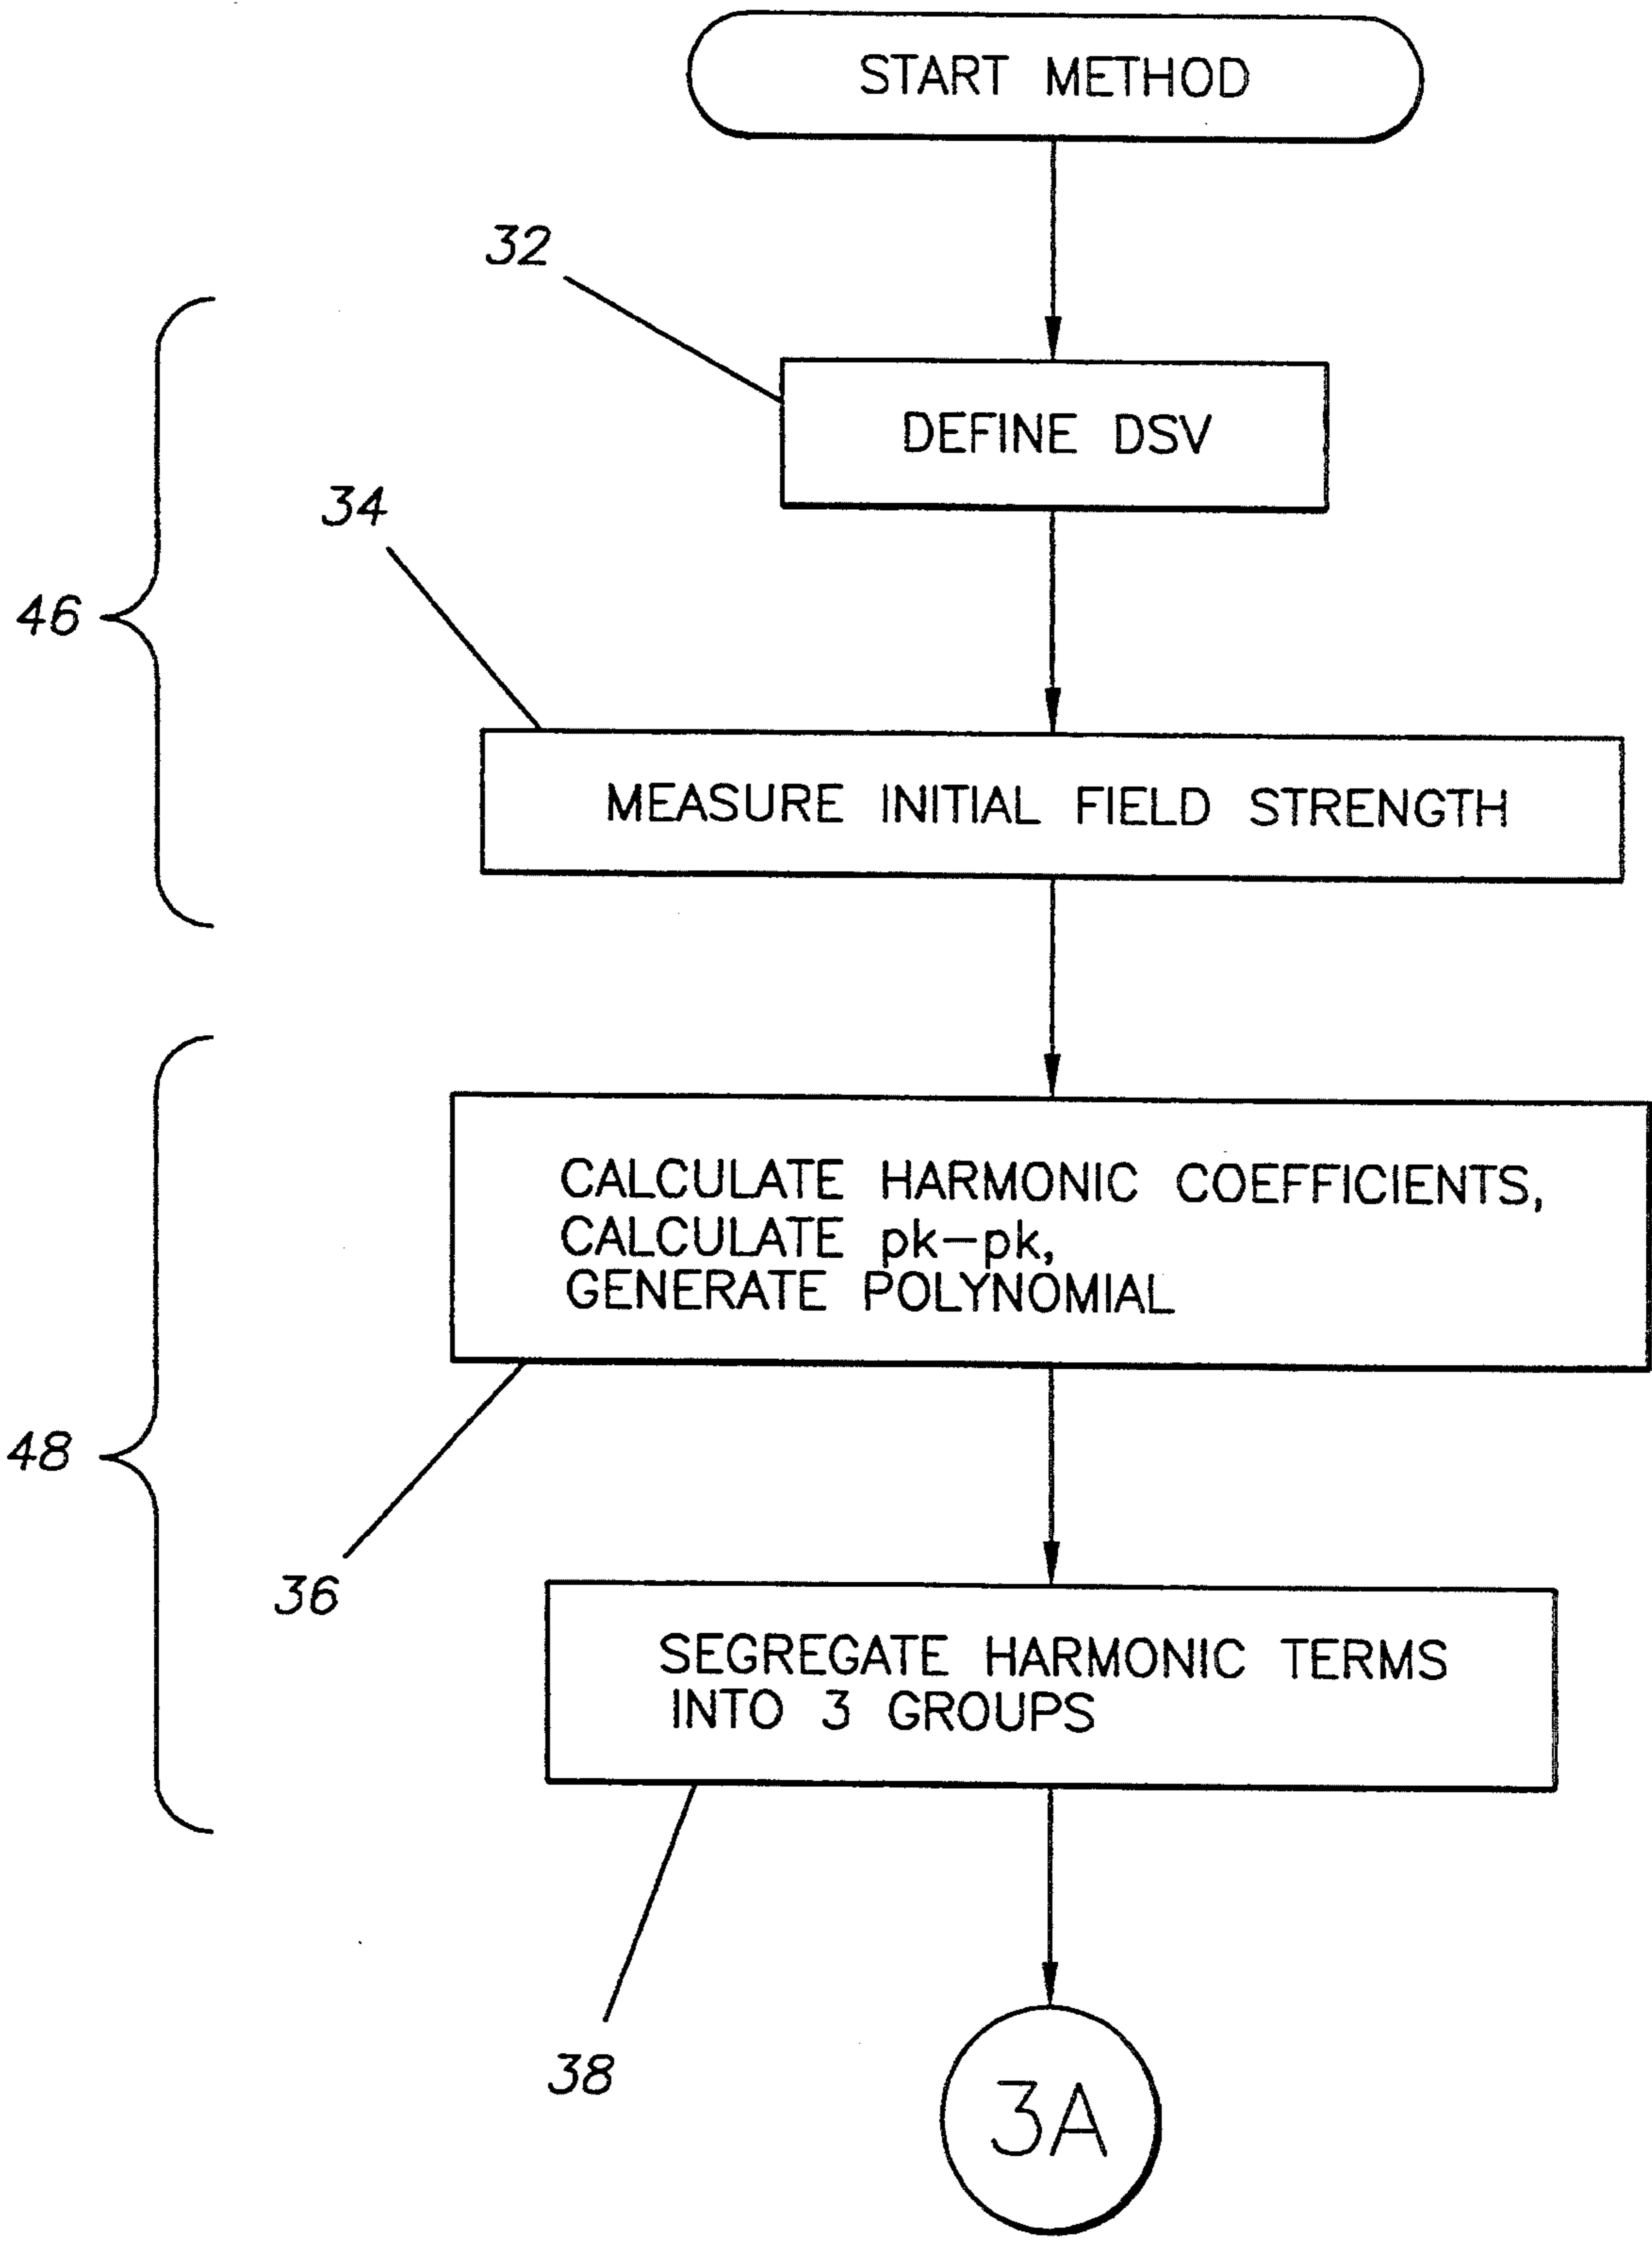 START METHOD
32
DEFINE DSV
34
46
MEASURE INITIAL FIELD STRENGTH
CALCULATE HARMONIC COEFFICIENTS,
CALCULATE pk-pk,
GENERATE POLYNOMIAL
48
36
SEGREGATE HARMONIC TERMS
INTO 3 GROUPS
38
3A